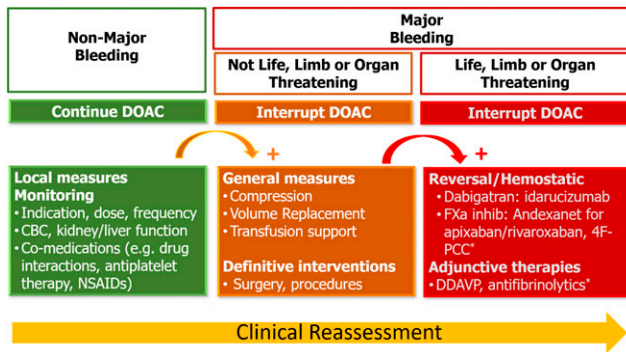 Non-Major
Bleeding
Major
Bleeding
Not Life, Limb or Organ
Threatening
Life, Limb or Organ
Threatening
Continue DOAC
Interrupt DOAC
Interrupt DOAC
+
+
Local measures
Monitoring
•Indication, dose, frequency
•CBC, kidney/liver function
•Co-medications (e.g. drug
interactions, antiplatelet
therapy, NSAIDs)
General measures
•Compression
•Volume Replacement
•Transfusion support
Definitive interventions
•Surgery, procedures
Reversal/Hemostatic
•Dabigatran: idarucizumab
•FXa inhib: Andexanet for
apixaban/rivaroxaban, 4F-
PCC*
Adjunctive therapies
•DDAVP, antifibrinolytics*
Clinical Reassessment